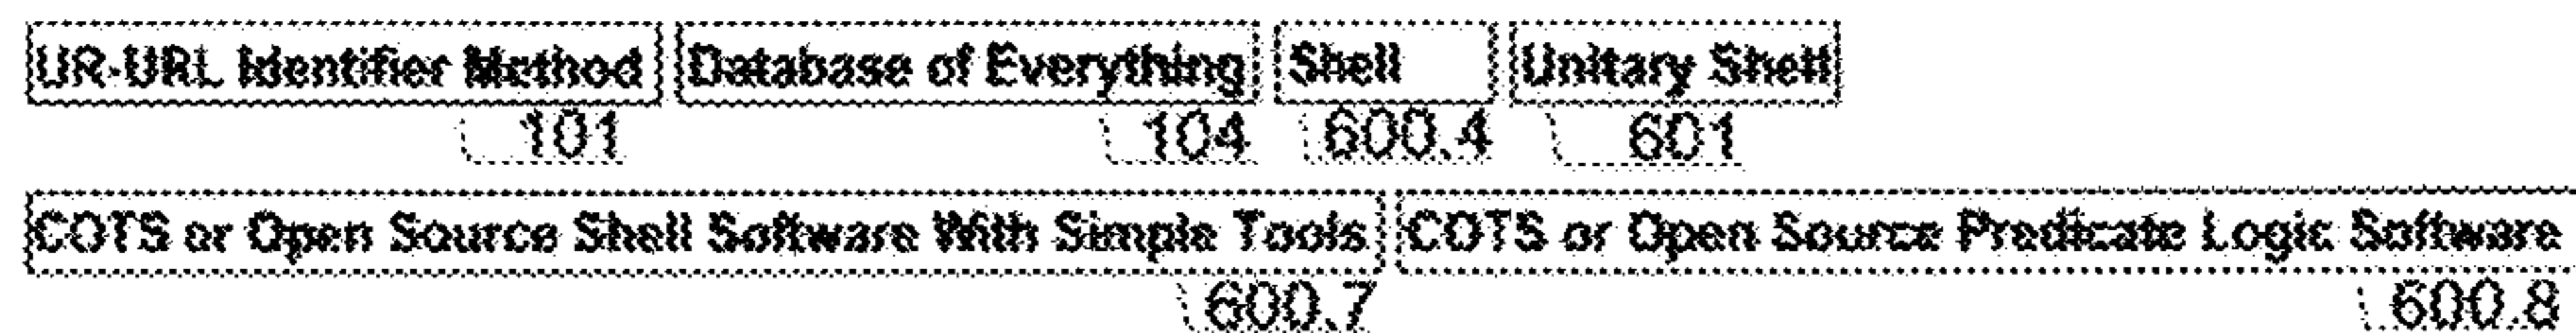 UR-URL Identifier Method Database of Everything Shell Unitary Shell
101 104 600.4 601
COTS or Open Source Shell Software With Simple Tools COTS or Open Source Predicate Logic Software
600.7 600.8